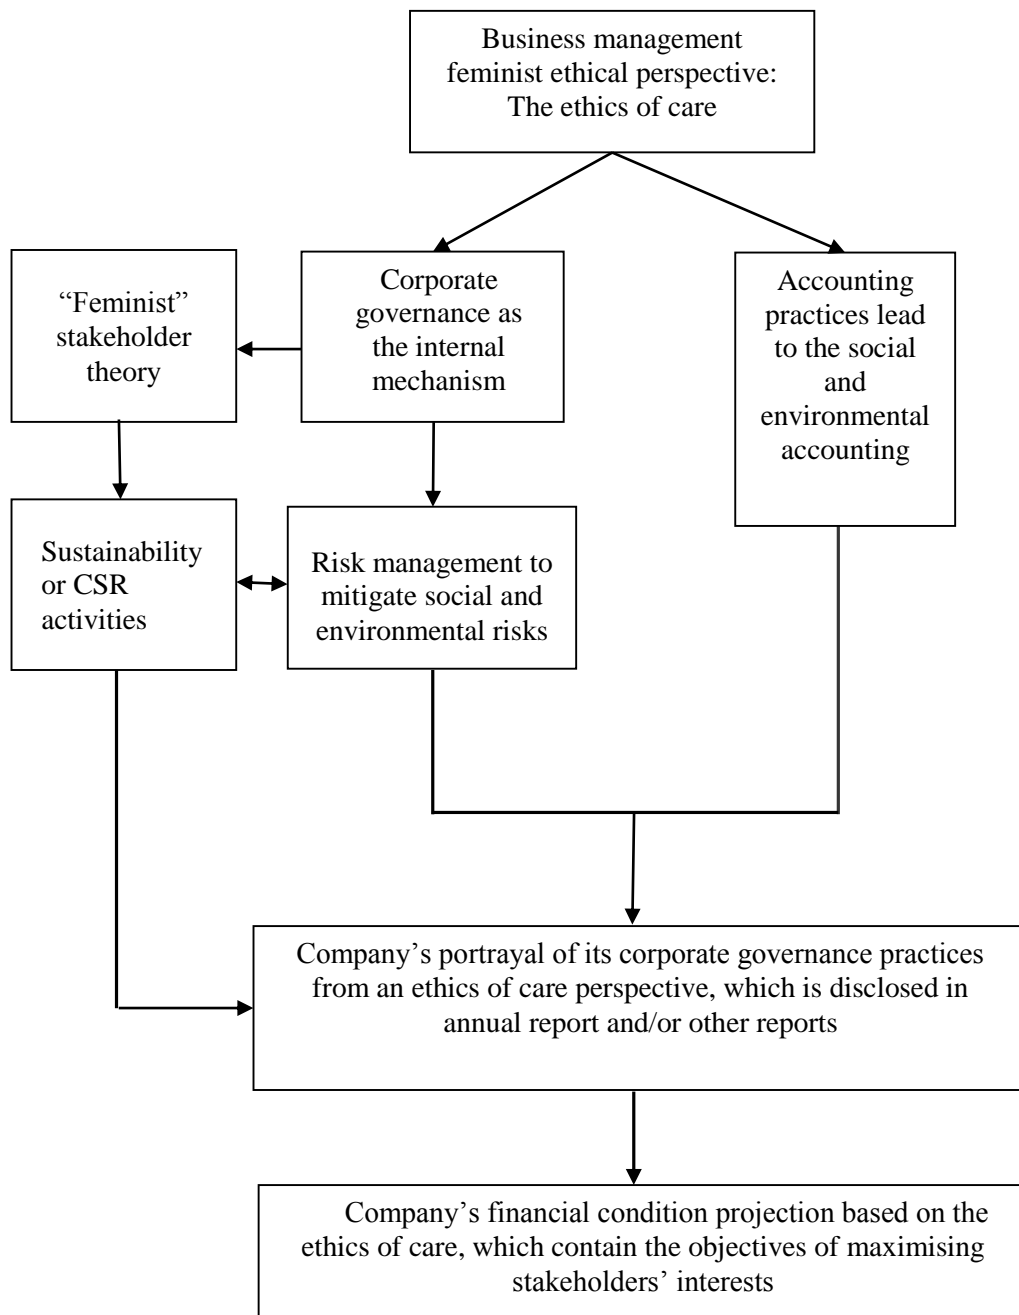 Business management
feminist ethical perspective:
The ethics of care
“Feminist”
stakeholder
theory
Corporate
governance as
the internal
mechanism
Accounting
practices lead
to the social
and
environmental
accounting
Sustainability
or CSR
activities
Risk management to
mitigate social and
environmental risks
Company’s portrayal of its corporate governance practices
from an ethics of care perspective, which is disclosed in
annual report and/or other reports
Company’s financial condition projection based on the
ethics of care, which contain the objectives of maximising
stakeholders’ interests